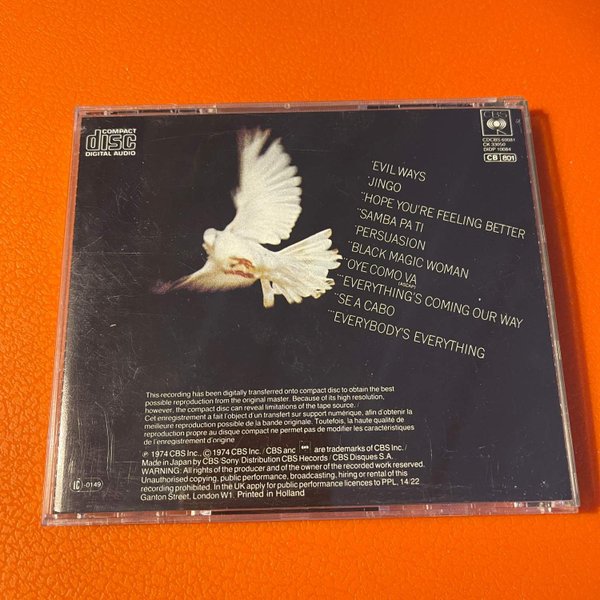 COMPACT
disc
DIGITAL AUDIO
CBS
CDCBS 69081
CK 33050
DIDP 10084
CB 801
'EVIL WAYS
'JINGO
''HOPE YOU'RE FEELING BETTER
''SAMBA PA TI
'PERSUASION
''BLACK MAGIC WOMAN
''OYE COMO VA
(ASCAP)
'''EVERYTHING'S COMING OUR WAY
''SE A CABO
'''EVERYBODY'S EVERYTHING
This recording has been digitally transferred onto compact disc to obtain the best
possible reproduction from the original master. Because of its high resolution,
however, the compact disc can reveal limitations of the tape source. /
Cet enregistrement a fait l'objet d'un transfert sur support numérique, afin d'obtenir la
meilleure reproduction possible de la bande originale. Toutefois, la haute qualité de
reproduction propre au disque compact ne permet pas de modifier les caractéristiques
de l'enregistrement d'origine
℗ 1974 CBS Inc., © 1974 CBS Inc. / CBS anc CBS are trademarks of CBS Inc. /
Made in Japan by CBS Sony. Distribution CBS Records / CBS Disques S.A.
WARNING: All rights of the producer and of the owner of the recorded work reserved.
Unauthorised copying, public performance, broadcasting, hiring or rental of this
recording prohibited. In the UK apply for public performance licences to PPL, 14/22
Ganton Street, London W1. Printed in Holland
IC -0149